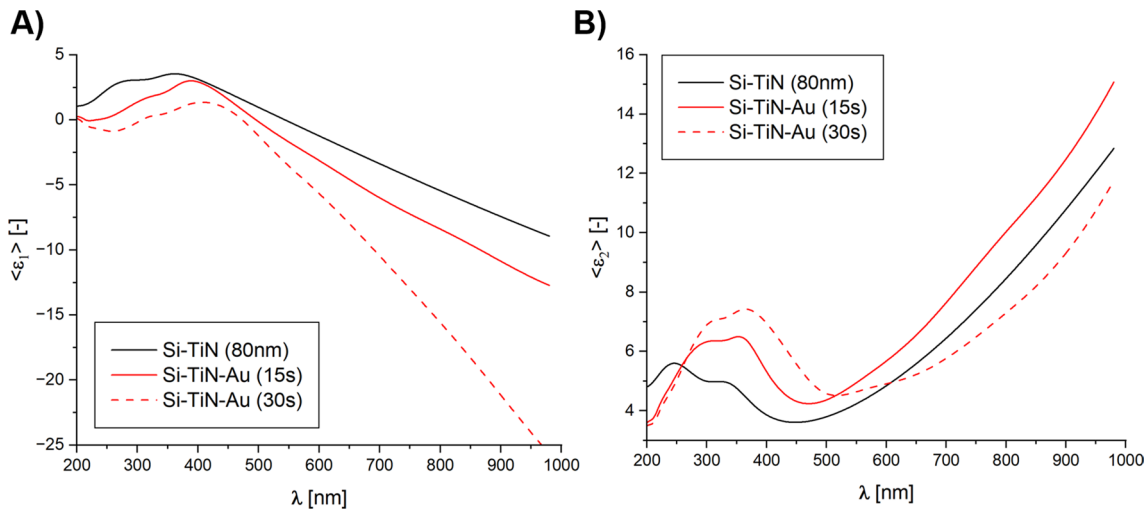 A)
5
0
−5
−10
−15
−20
−25
<ε₁> [-]
Si-TiN (80nm)
Si-TiN-Au (15s)
Si-TiN-Au (30s)
200 300 400 500 600 700 800 900 1000
λ [nm]
B)
16
14
12
10
8
6
4
<ε₂> [-]
Si-TiN (80nm)
Si-TiN-Au (15s)
Si-TiN-Au (30s)
200 300 400 500 600 700 800 900 1000
λ [nm]